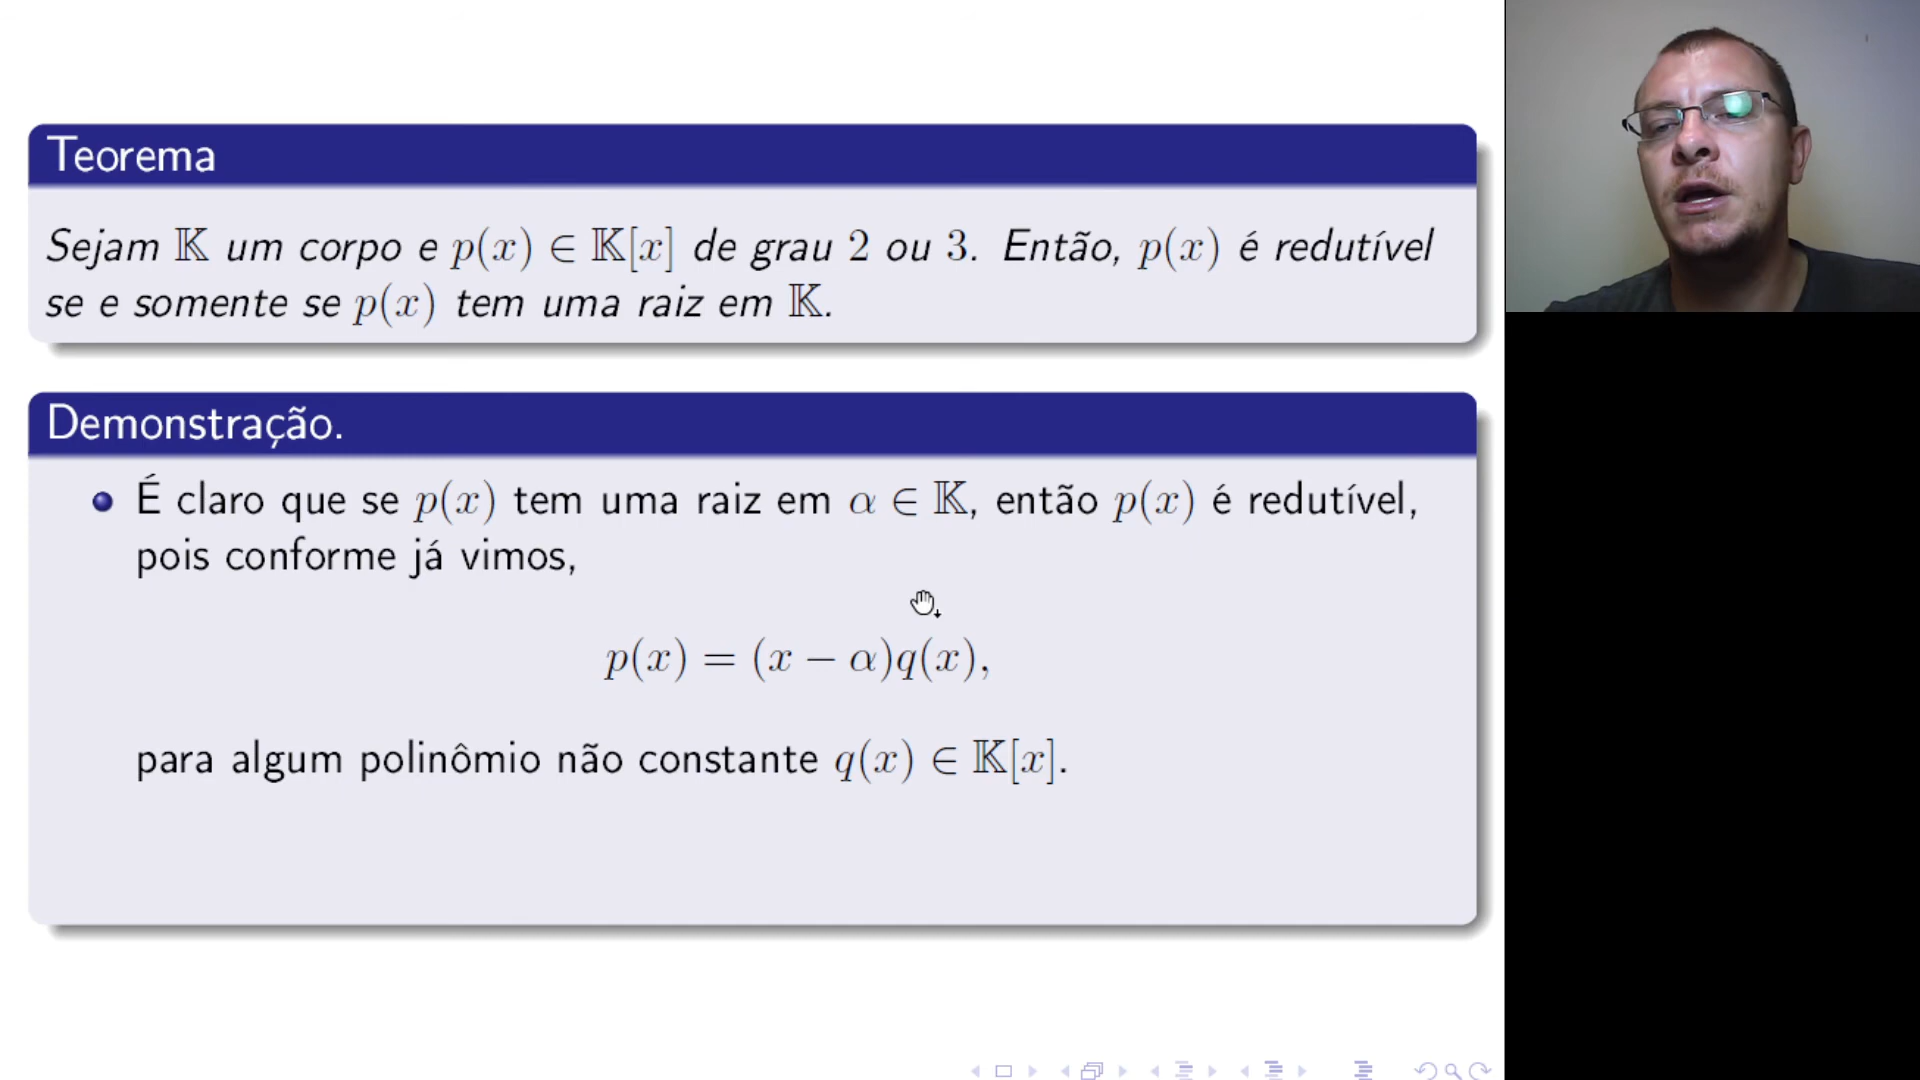 Teorema
Sejam 𝕂 um corpo e p(x) ∈ 𝕂[x] de grau 2 ou 3. Então, p(x) é redutível
se e somente se p(x) tem uma raiz em 𝕂.
Demonstração.
É claro que se p(x) tem uma raiz em α ∈ 𝕂, então p(x) é redutível,
pois conforme já vimos,
p(x) = (x − α)q(x),
para algum polinômio não constante q(x) ∈ 𝕂[x].